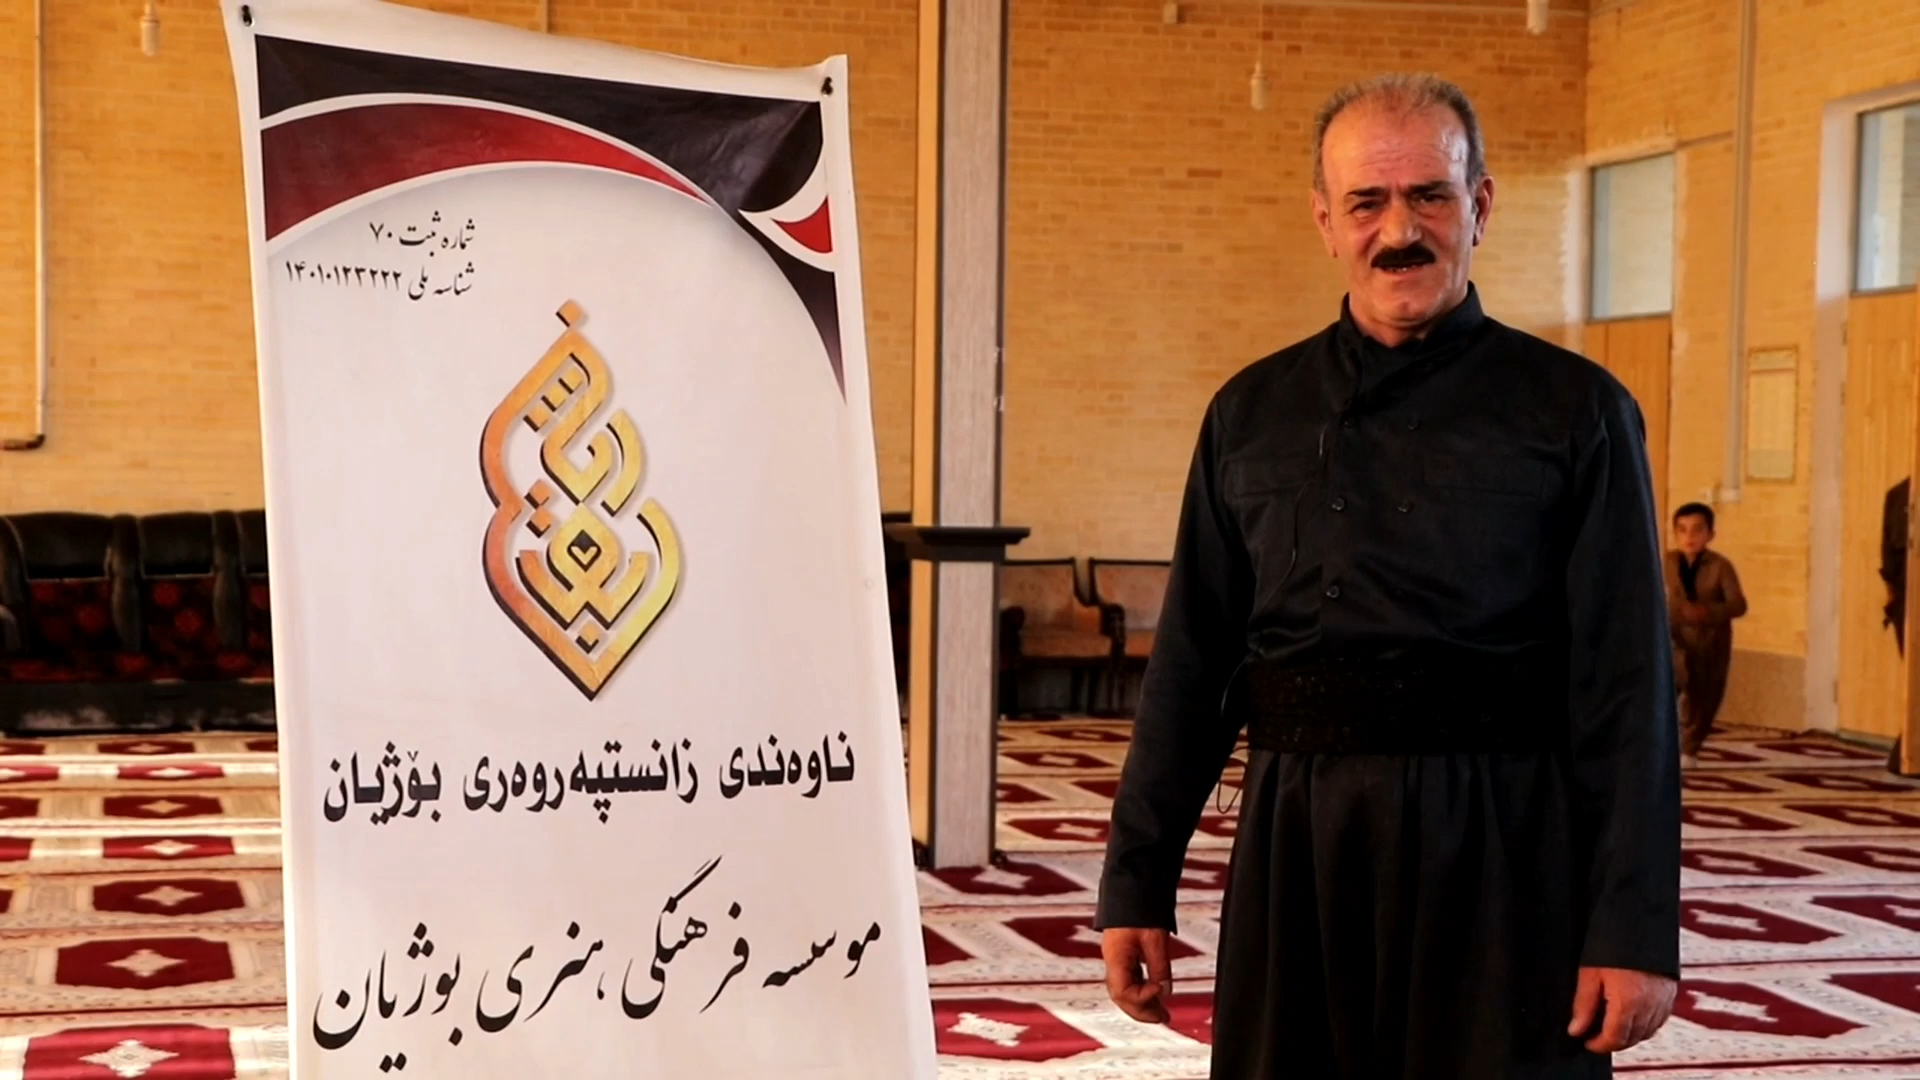 شماره ثبت ۷۰
شناسه ملی ۱۴۰۱۰۱۲۳۲۲۲
ناوەندی زانستپەروەری بۆژیان
موسسه فرهنگی هنری بوژیان